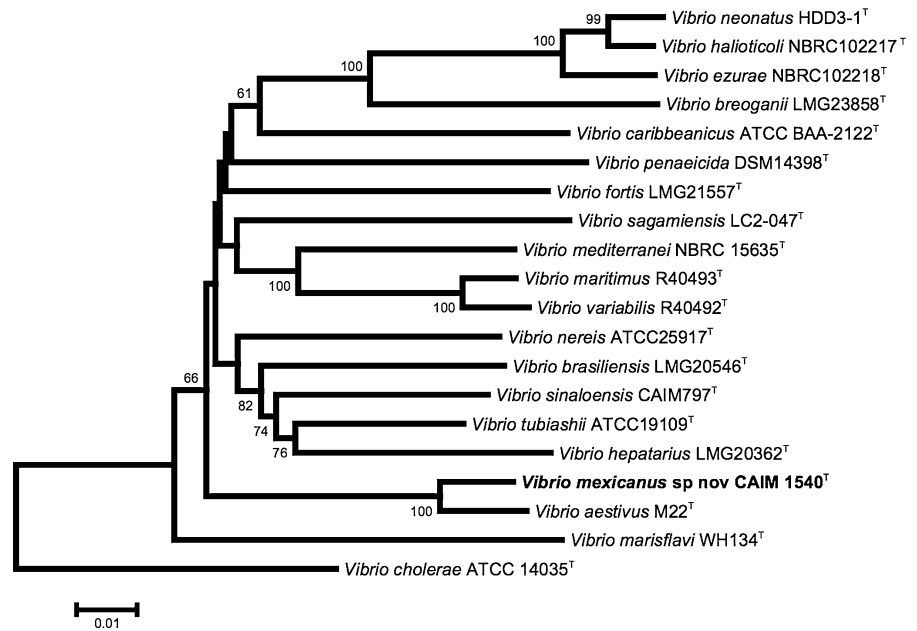 99
Vibrio neonatus HDD3-1ᵀ
100
Vibrio halioticoli NBRC102217ᵀ
100
Vibrio ezurae NBRC102218ᵀ
61
Vibrio breoganii LMG23858ᵀ
Vibrio caribbeanicus ATCC BAA-2122ᵀ
Vibrio penaeicida DSM14398ᵀ
Vibrio fortis LMG21557ᵀ
Vibrio sagamiensis LC2-047ᵀ
Vibrio mediterranei NBRC 15635ᵀ
100
Vibrio maritimus R40493ᵀ
100
Vibrio variabilis R40492ᵀ
Vibrio nereis ATCC25917ᵀ
66
Vibrio brasiliensis LMG20546ᵀ
82
Vibrio sinaloensis CAIM797ᵀ
74
Vibrio tubiashii ATCC19109ᵀ
76
Vibrio hepatarius LMG20362ᵀ
Vibrio mexicanus sp nov CAIM 1540ᵀ
100
Vibrio aestivus M22ᵀ
Vibrio marisflavi WH134ᵀ
Vibrio cholerae ATCC 14035ᵀ
0.01